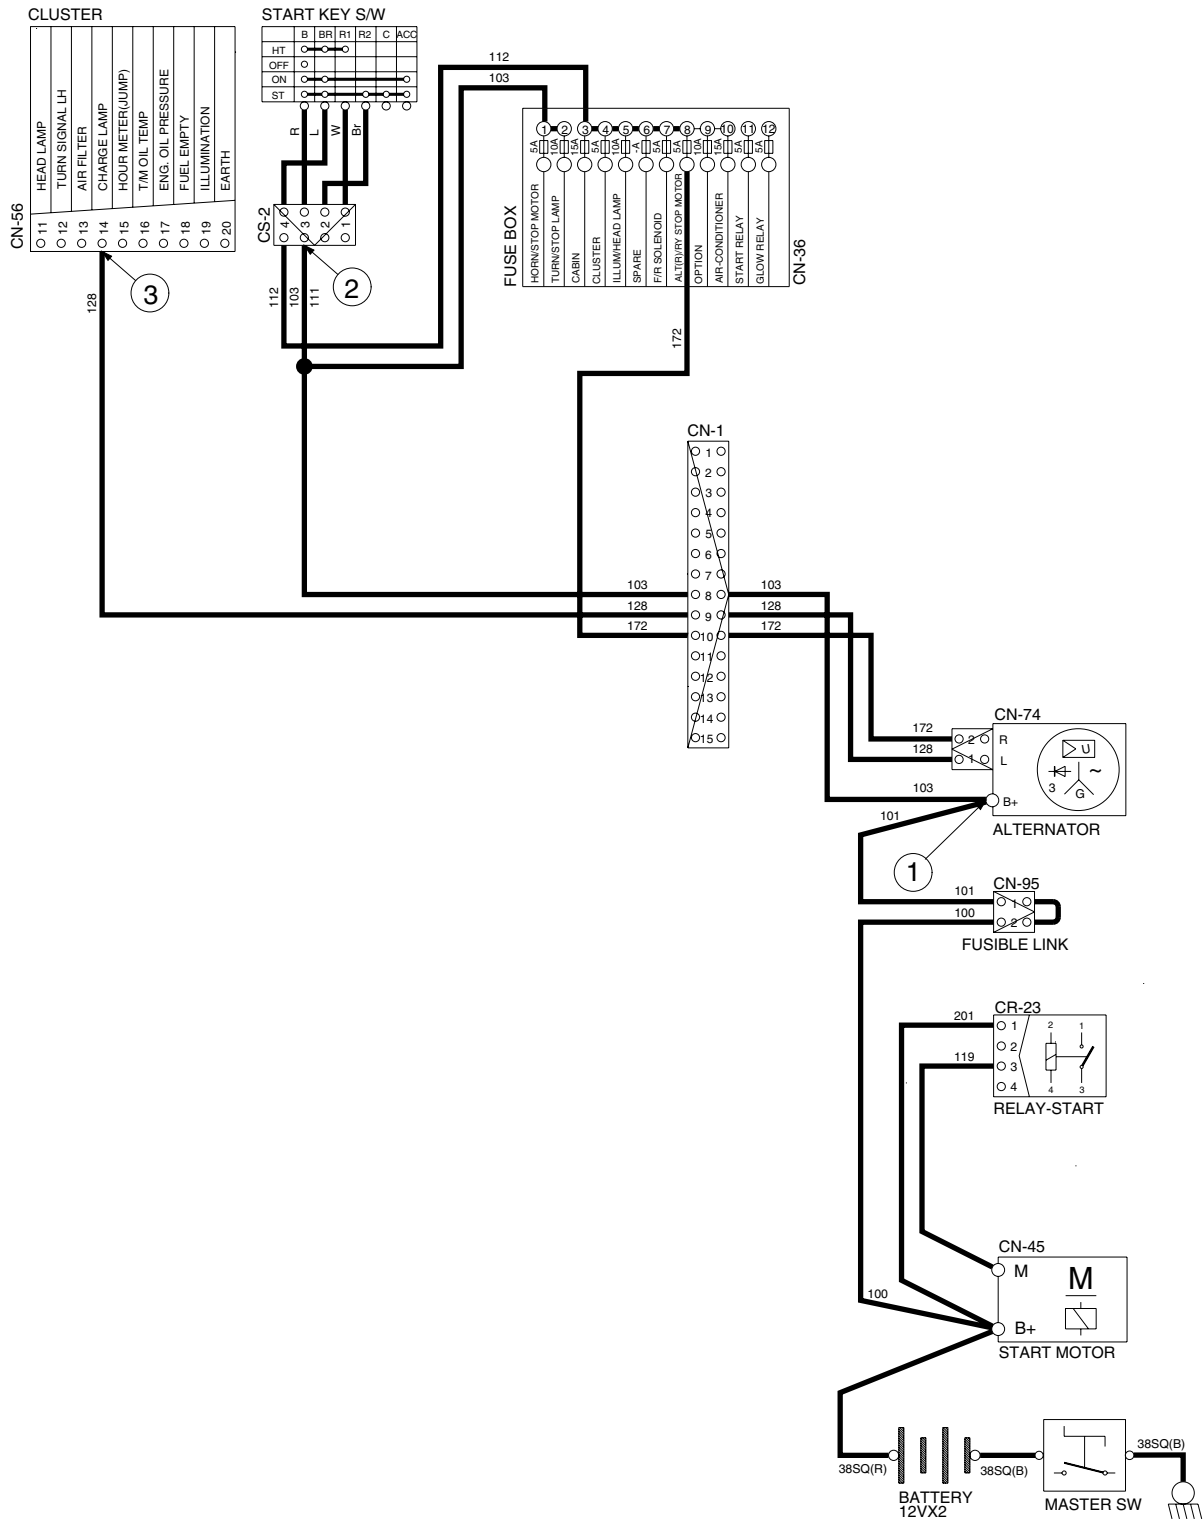 CLUSTER
HEAD LAMP
TURN SIGNAL LH
AIR FILTER
CHARGE LAMP
HOUR METER(JUMP)
T/M OIL TEMP
ENG. OIL PRESSURE
FUEL EMPTY
ILLUMINATION
EARTH
CN-56
11 12 13 14 15 16 17 18 19 20
3
128
START KEY S/W
B BR R1 R2 C ACC
HT
OFF
ON
ST
R L W Br
CS-2
4 3 2 1
2
112
103
111
112
103
FUSE BOX
1 2 3 4 5 6 7 8 9 10 11 12
5A 10A 15A 5A 10A -A 5A 5A 10A 15A 5A 5A
HORN/STOP MOTOR
TURN/STOP LAMP
CABIN
CLUSTER
ILLUM/HEAD LAMP
SPARE
F/R SOLENOID
ALT(R)/RY STOP MOTOR
OPTION
AIR-CONDITIONER
START RELAY
GLOW RELAY
CN-36
172
CN-1
1
2
3
4
5
6
7
103 8 103
128 9 128
172 10 172
11
12
13
14
15
CN-74
172 2 R
128 1 L
103 B+
U
3 G ~
ALTERNATOR
101
1
CN-95
101 1
100 2
FUSIBLE LINK
CR-23
201 1 2 1
2
119 3
4 4 3
RELAY-START
CN-45
M M
100
B+
START MOTOR
38SQ(R)
38SQ(B)
38SQ(B)
BATTERY
12VX2
MASTER SW